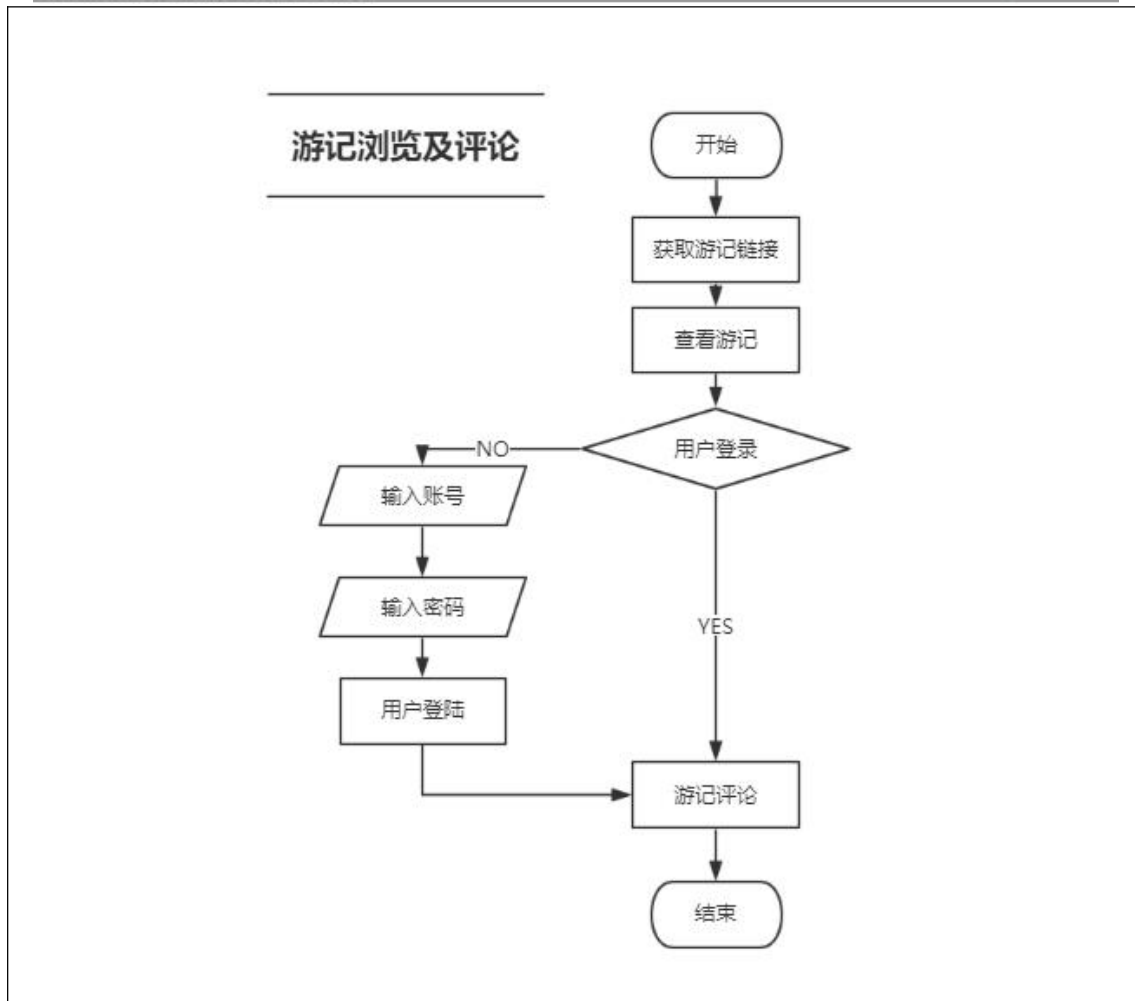 游记浏览及评论
开始
获取游记链接
查看游记
用户登录
NO
输入账号
输入密码
YES
用户登陆
游记评论
结束